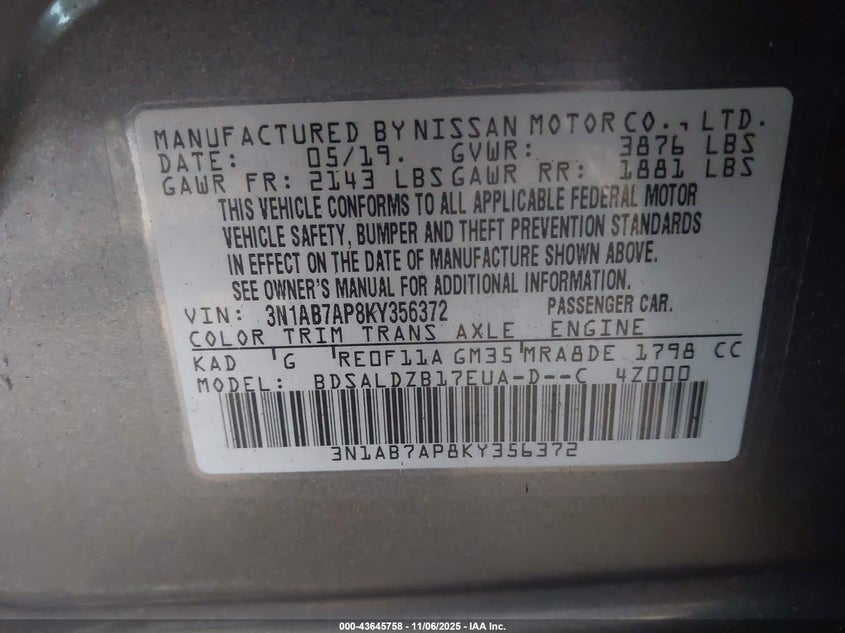 MANUFACTURED BY NISSAN MOTOR CO., LTD.
DATE: 05/19. GVWR: 3876 LBS
GAWR FR: 2143 LBS GAWR RR: 1881 LBS
THIS VEHICLE CONFORMS TO ALL APPLICABLE FEDERAL MOTOR
VEHICLE SAFETY, BUMPER AND THEFT PREVENTION STANDARDS
IN EFFECT ON THE DATE OF MANUFACTURE SHOWN ABOVE.
SEE OWNER'S MANUAL FOR ADDITIONAL INFORMATION.
VIN: 3N1AB7AP8KY356372 PASSENGER CAR.
COLOR TRIM TRANS AXLE ENGINE
KAD G RE0F11A GM35 MRA8DE 1798 CC
MODEL: BDSALDZB17EUA-D--C 4Z000
3N1AB7AP8KY356372
000-43645758 - 11/06/2025 - IAA Inc.